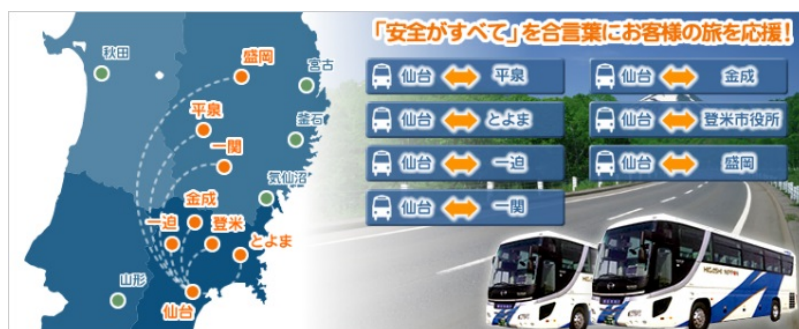 「安全がすべて」を合言葉にお客様の旅を応援!
仙台 平泉
仙台 金成
仙台 とよま
仙台 登米市役所
仙台 一迫
仙台 盛岡
仙台 一関
秋田
盛岡
宮古
平泉
釜石
一関
気仙沼
金成
一迫
登米
とよま
山形
仙台